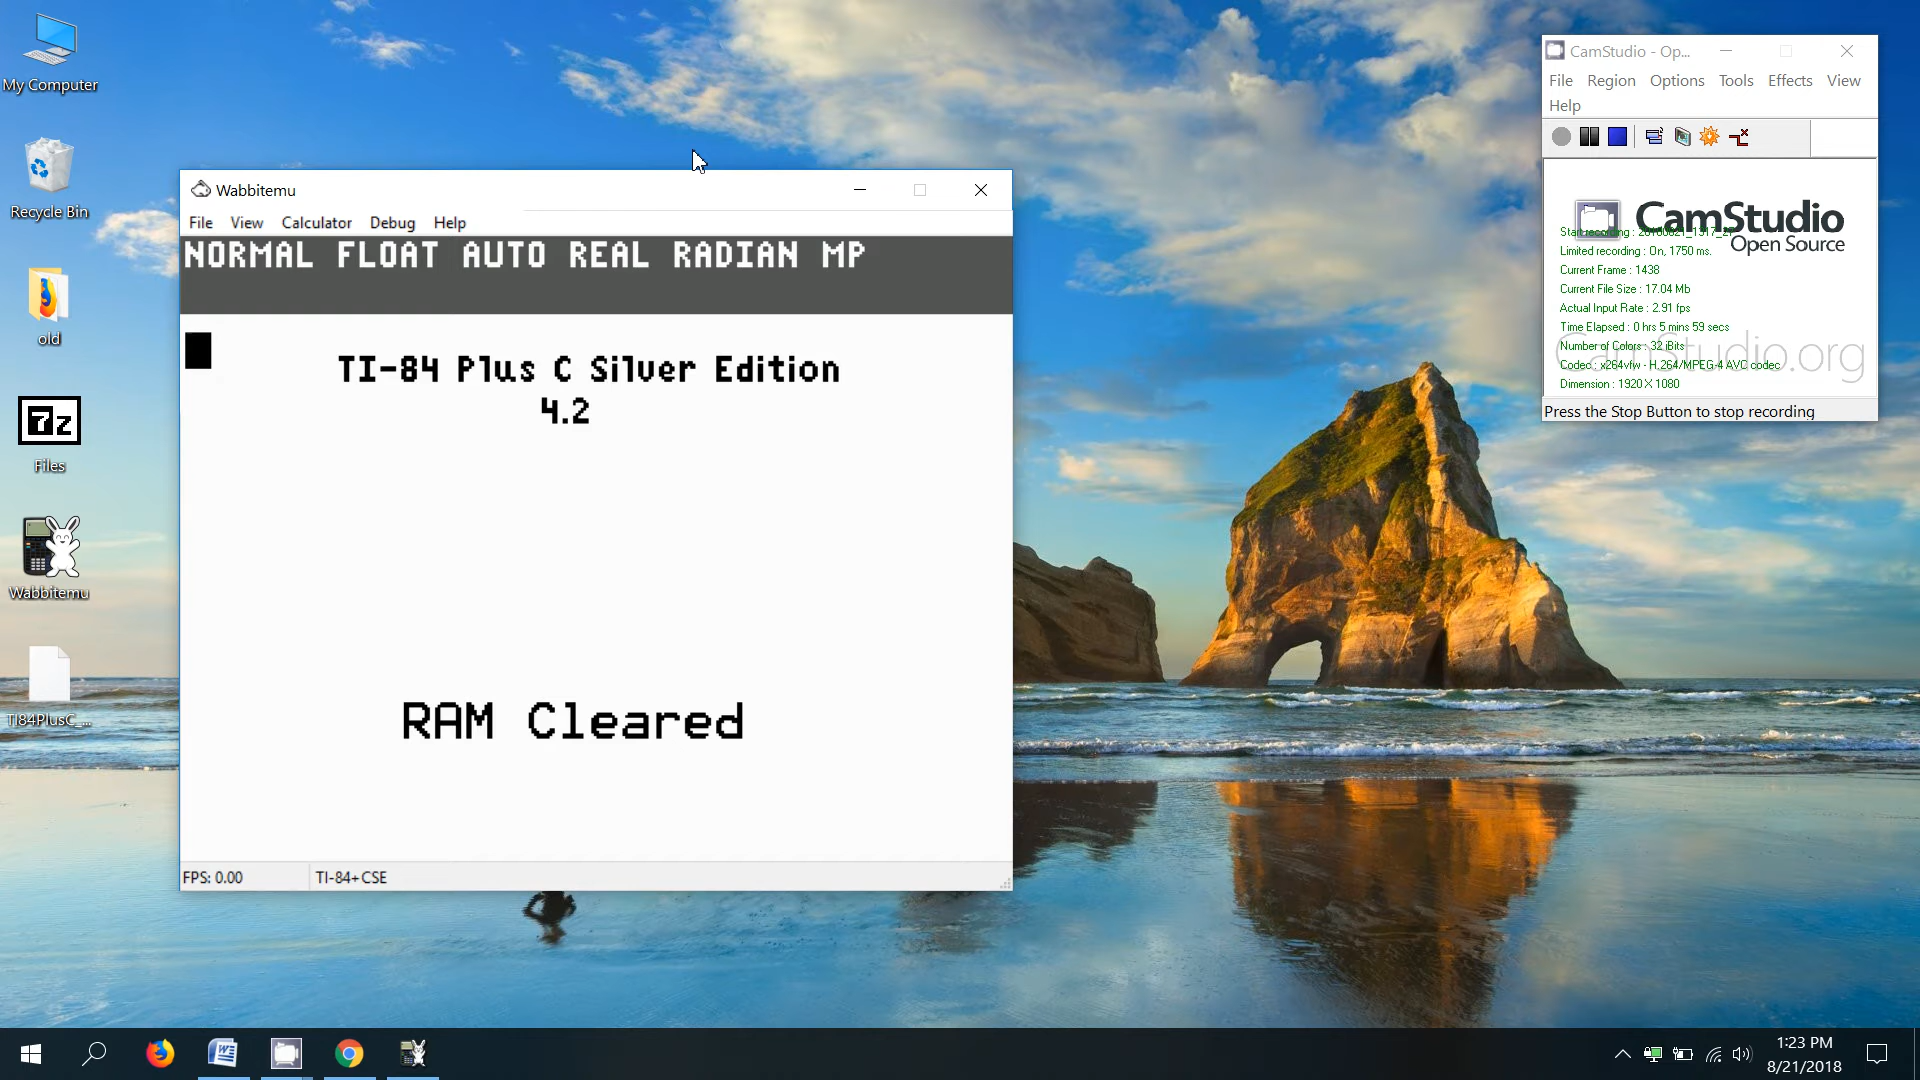 My Computer
Recycle Bin
old
7z
Files
Wabbitemu
TI84PlusC_...
Wabbitemu
File View Calculator Debug Help
NORMAL FLOAT AUTO REAL RADIAN MP
TI-84 Plus C Silver Edition
4.2
RAM Cleared
FPS: 0.00 TI-84+CSE
CamStudio - Op...
File Region Options Tools Effects View
Help
CamStudio
Open Source
Start recording :
Limited recording : On, 1750 ms.
Current Frame : 1438
Current File Size : 17.04 Mb
Actual Input Rate : 2.91 fps
Time Elapsed : 0 hrs 5 mins 59 secs
Number of Colors : 32 iBits
CamStudio.org
Codec : x264vfw - H.264/MPEG-4 AVC codec
Dimension : 1920 X 1080
Press the Stop Button to stop recording
1:23 PM
8/21/2018